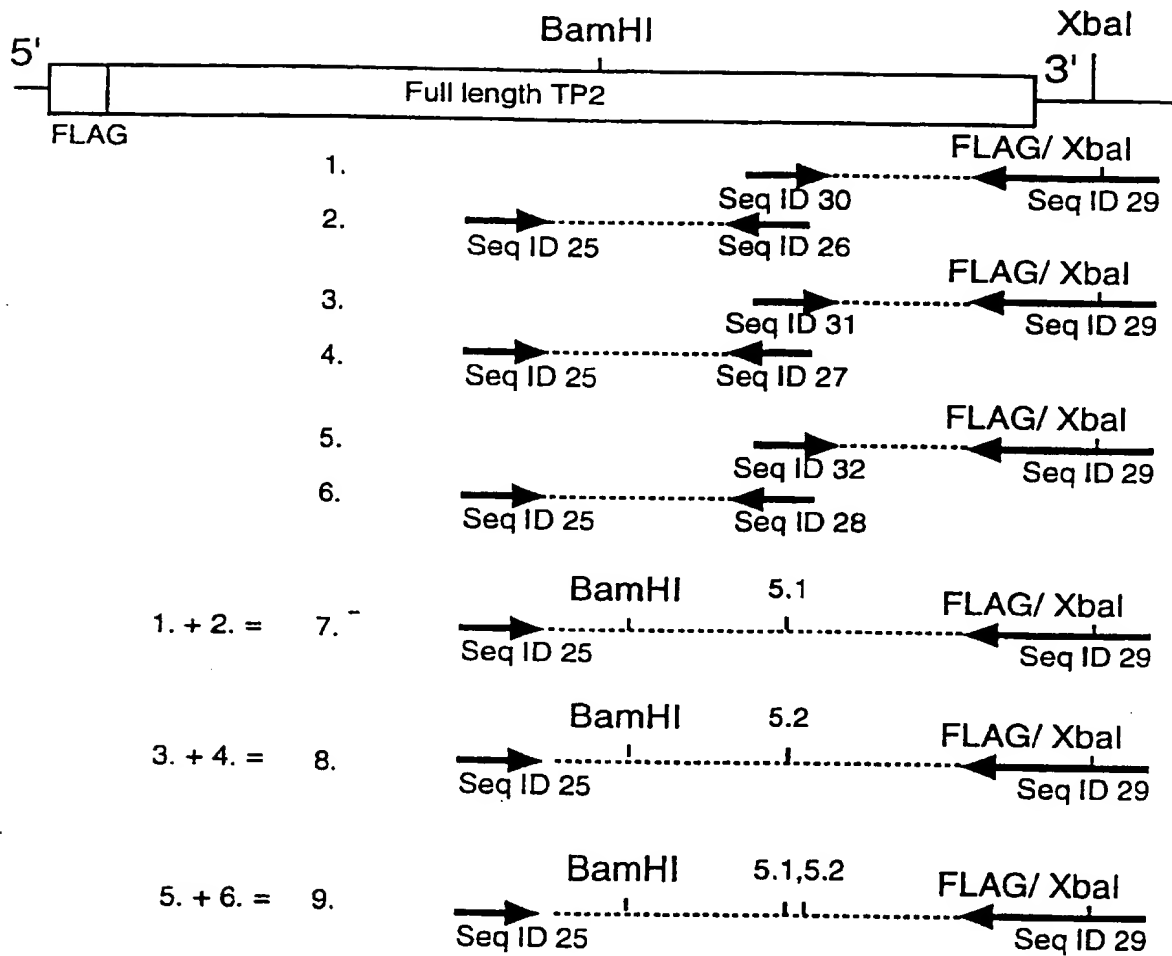 BamHI
XbaI
5'
3'
Full length TP2
FLAG
FLAG/ XbaI
1.
Seq ID 30
Seq ID 29
2.
Seq ID 25
Seq ID 26
FLAG/ XbaI
3.
Seq ID 31
Seq ID 29
4.
Seq ID 25
Seq ID 27
FLAG/ XbaI
5.
Seq ID 32
Seq ID 29
6.
Seq ID 25
Seq ID 28
BamHI 5.1 FLAG/ XbaI
1. + 2. = 7.
Seq ID 25
Seq ID 29
BamHI 5.2 FLAG/ XbaI
3. + 4. = 8.
Seq ID 25
Seq ID 29
BamHI 5.1,5.2 FLAG/ XbaI
5. + 6. = 9.
Seq ID 25
Seq ID 29